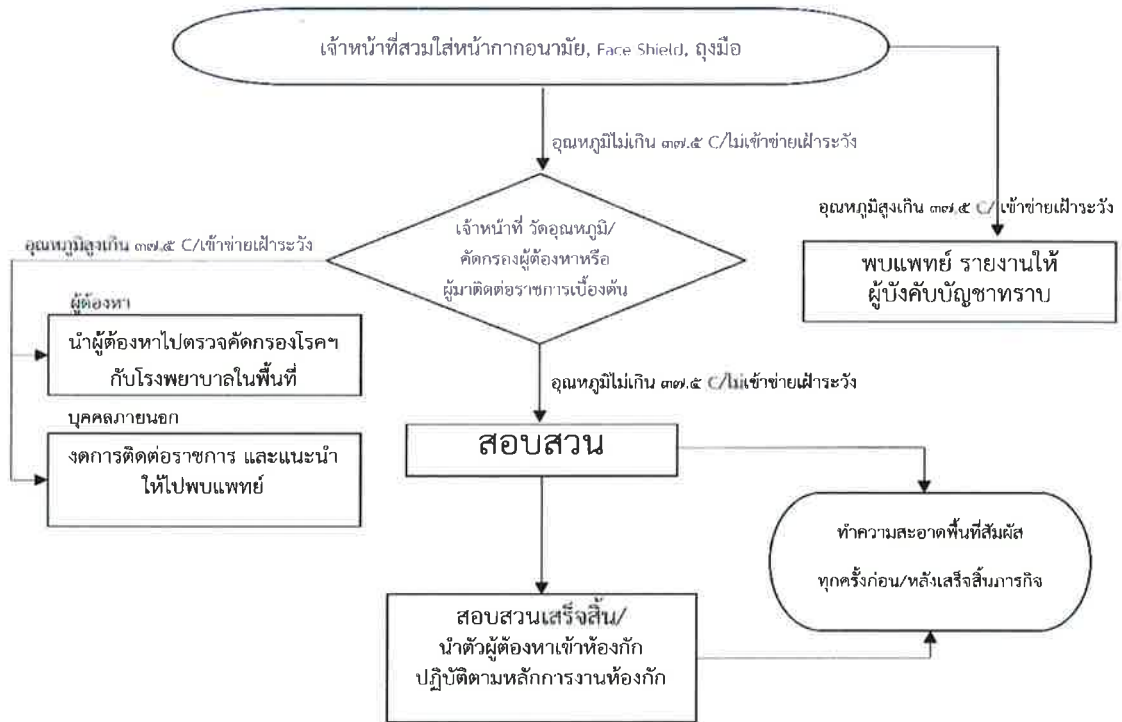 เจ้าหน้าที่สวมใส่หน้ากากอนามัย, Face Shield, ถุงมือ
อุณหภูมิไม่เกิน ๓๗.๕ C/ไม่เข้าข่ายเฝ้าระวัง
อุณหภูมิสูงเกิน ๓๗.๕ C/ เข้าข่ายเฝ้าระวัง
พบแพทย์ รายงานให้
ผู้บังคับบัญชาทราบ
เจ้าหน้าที่ วัดอุณหภูมิ/
คัดกรองผู้ต้องหาหรือ
ผู้มาติดต่อราชการเบื้องต้น
อุณหภูมิสูงเกิน ๓๗.๕ C/เข้าข่ายเฝ้าระวัง
ผู้ต้องหา
นำผู้ต้องหาไปตรวจคัดกรองโรคฯ
กับโรงพยาบาลในพื้นที่
บุคคลภายนอก
งดการติดต่อราชการ และแนะนำ
ให้ไปพบแพทย์
อุณหภูมิไม่เกิน ๓๗.๕ C/ไม่เข้าข่ายเฝ้าระวัง
สอบสวน
ทำความสะอาดพื้นที่สัมผัส
ทุกครั้งก่อน/หลังเสร็จสิ้นภารกิจ
สอบสวนเสร็จสิ้น/
นำตัวผู้ต้องหาเข้าห้องกัก
ปฏิบัติตามหลักการงานห้องกัก